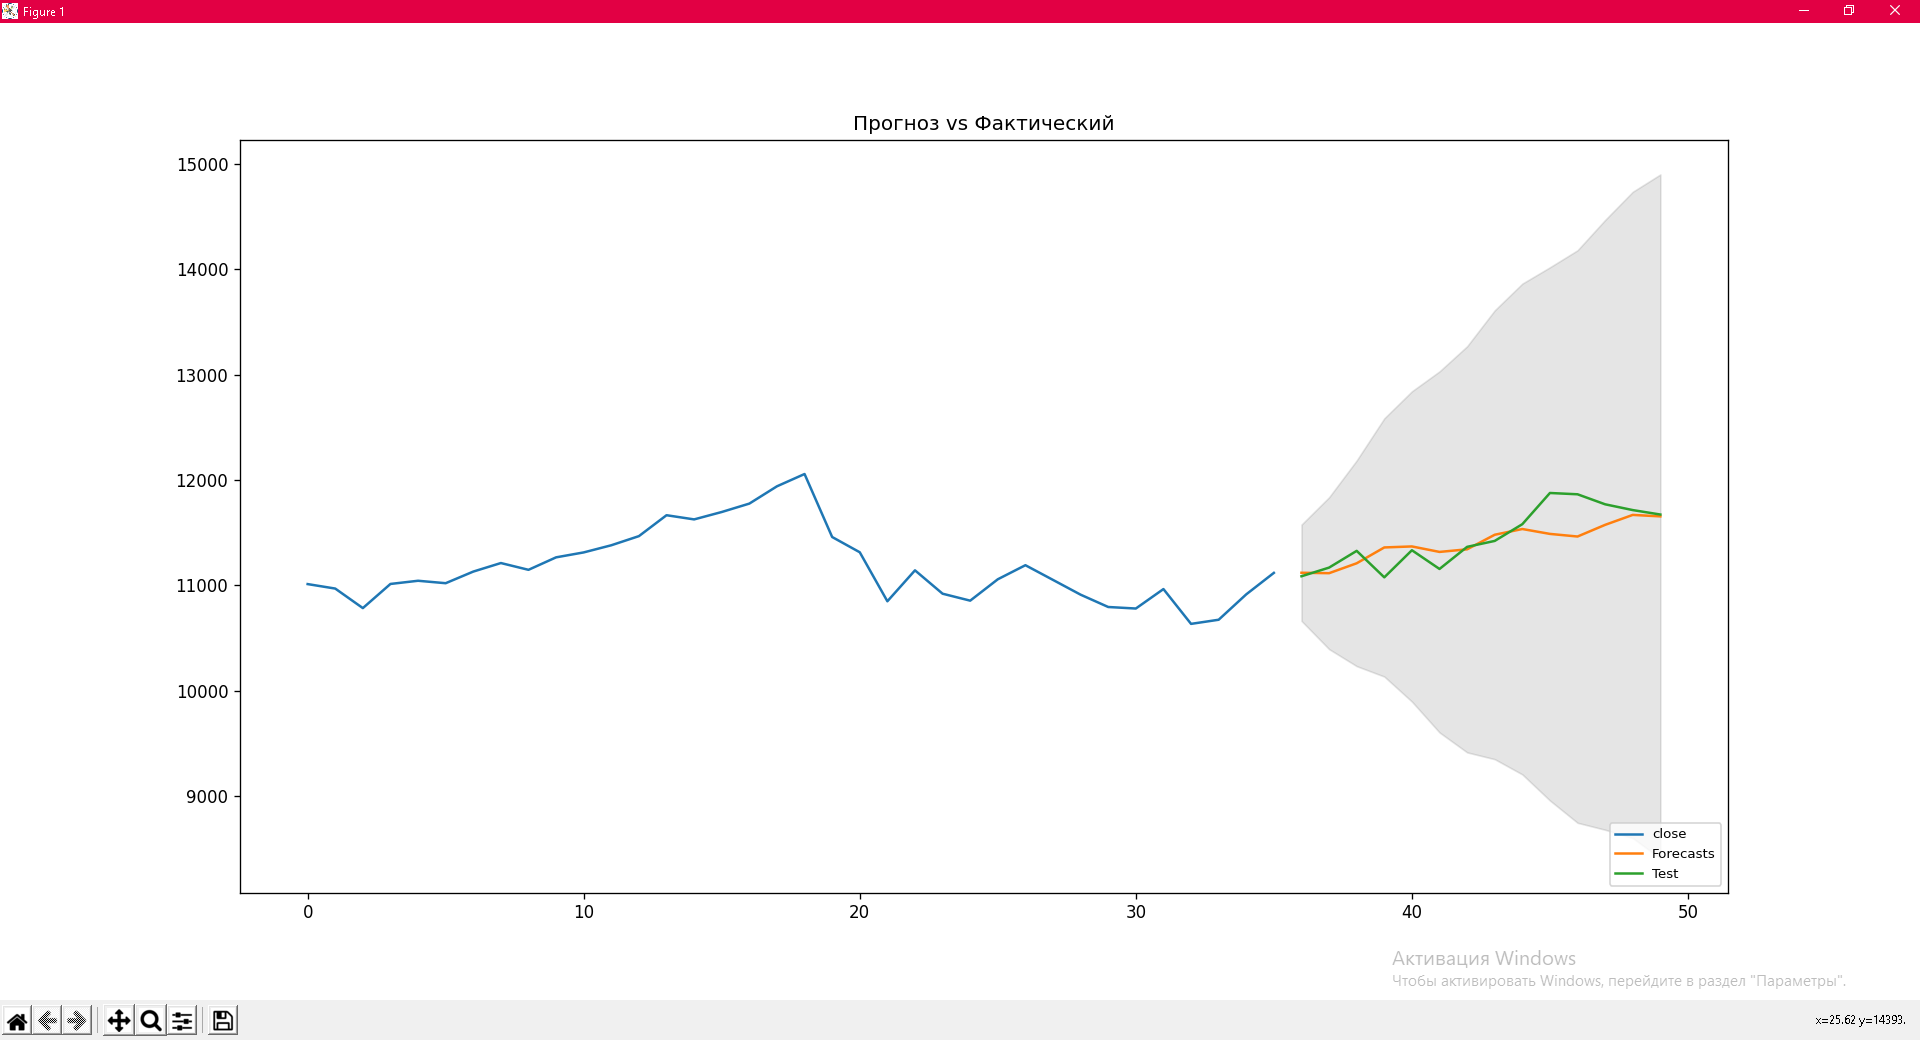 Figure 1
Прогноз vs Фактический
15000
14000
13000
12000
11000
10000
9000
close
Forecasts
Test
0 10 20 30 40 50
Активация Windows
Чтобы активировать Windows, перейдите в раздел "Параметры".
x=25.62 y=14393.